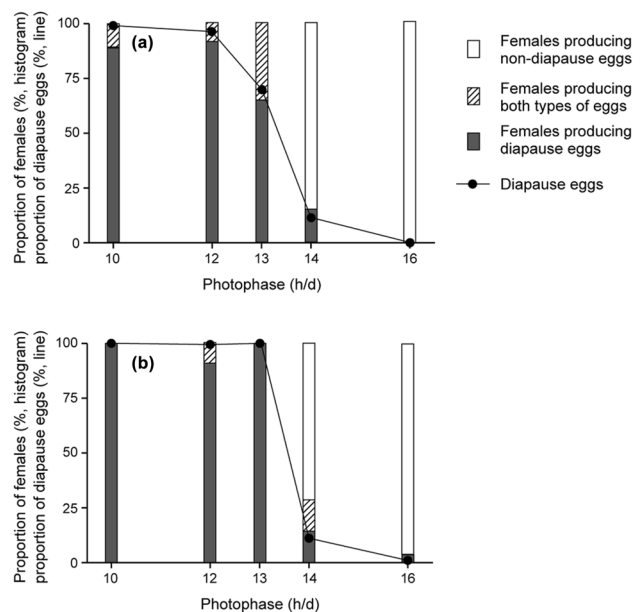 Proportion of females (%, histogram)
proportion of diapause eggs (%, line)
100
75
50
25
0
(a)
10
12
13
14
16
Photophase (h/d)
Females producing
non-diapause eggs
Females producing
both types of eggs
Females producing
diapause eggs
Diapause eggs
Proportion of females (%, histogram)
proportion of diapause eggs (%, line)
100
75
50
25
0
(b)
10
12
13
14
16
Photophase (h/d)